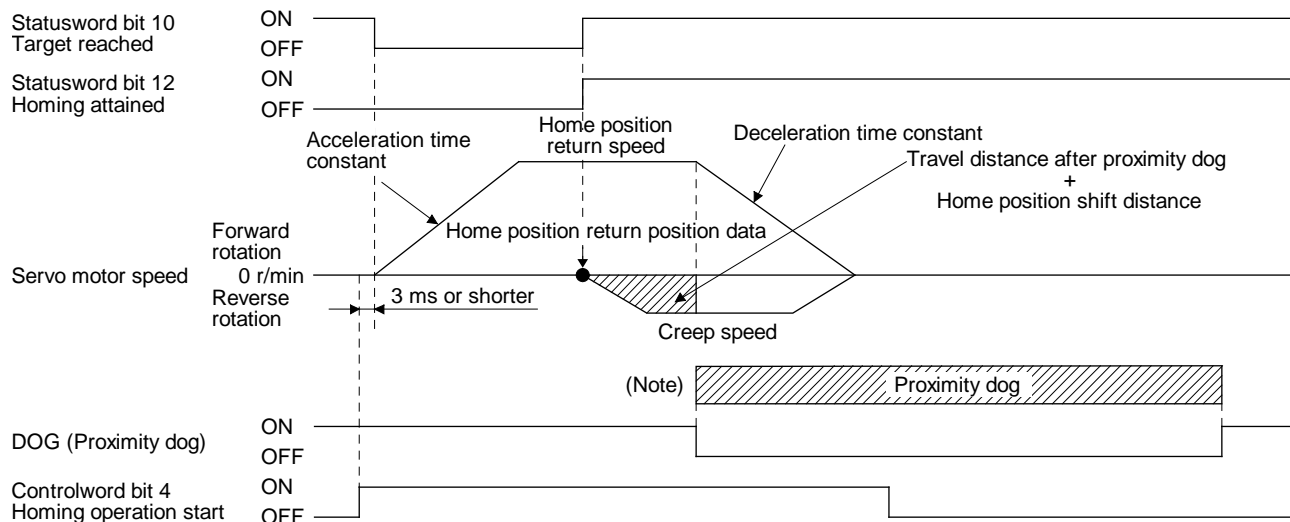 Statusword bit 10
Target reached
ON
OFF
Statusword bit 12
Homing attained
ON
OFF
Acceleration time
constant
Home position
return speed
Deceleration time constant
Travel distance after proximity dog
+
Home position shift distance
Home position return position data
Servo motor speed
Forward
rotation
0 r/min
Reverse
rotation
3 ms or shorter
Creep speed
(Note)
Proximity dog
DOG (Proximity dog)
ON
OFF
Controlword bit 4
Homing operation start
ON
OFF